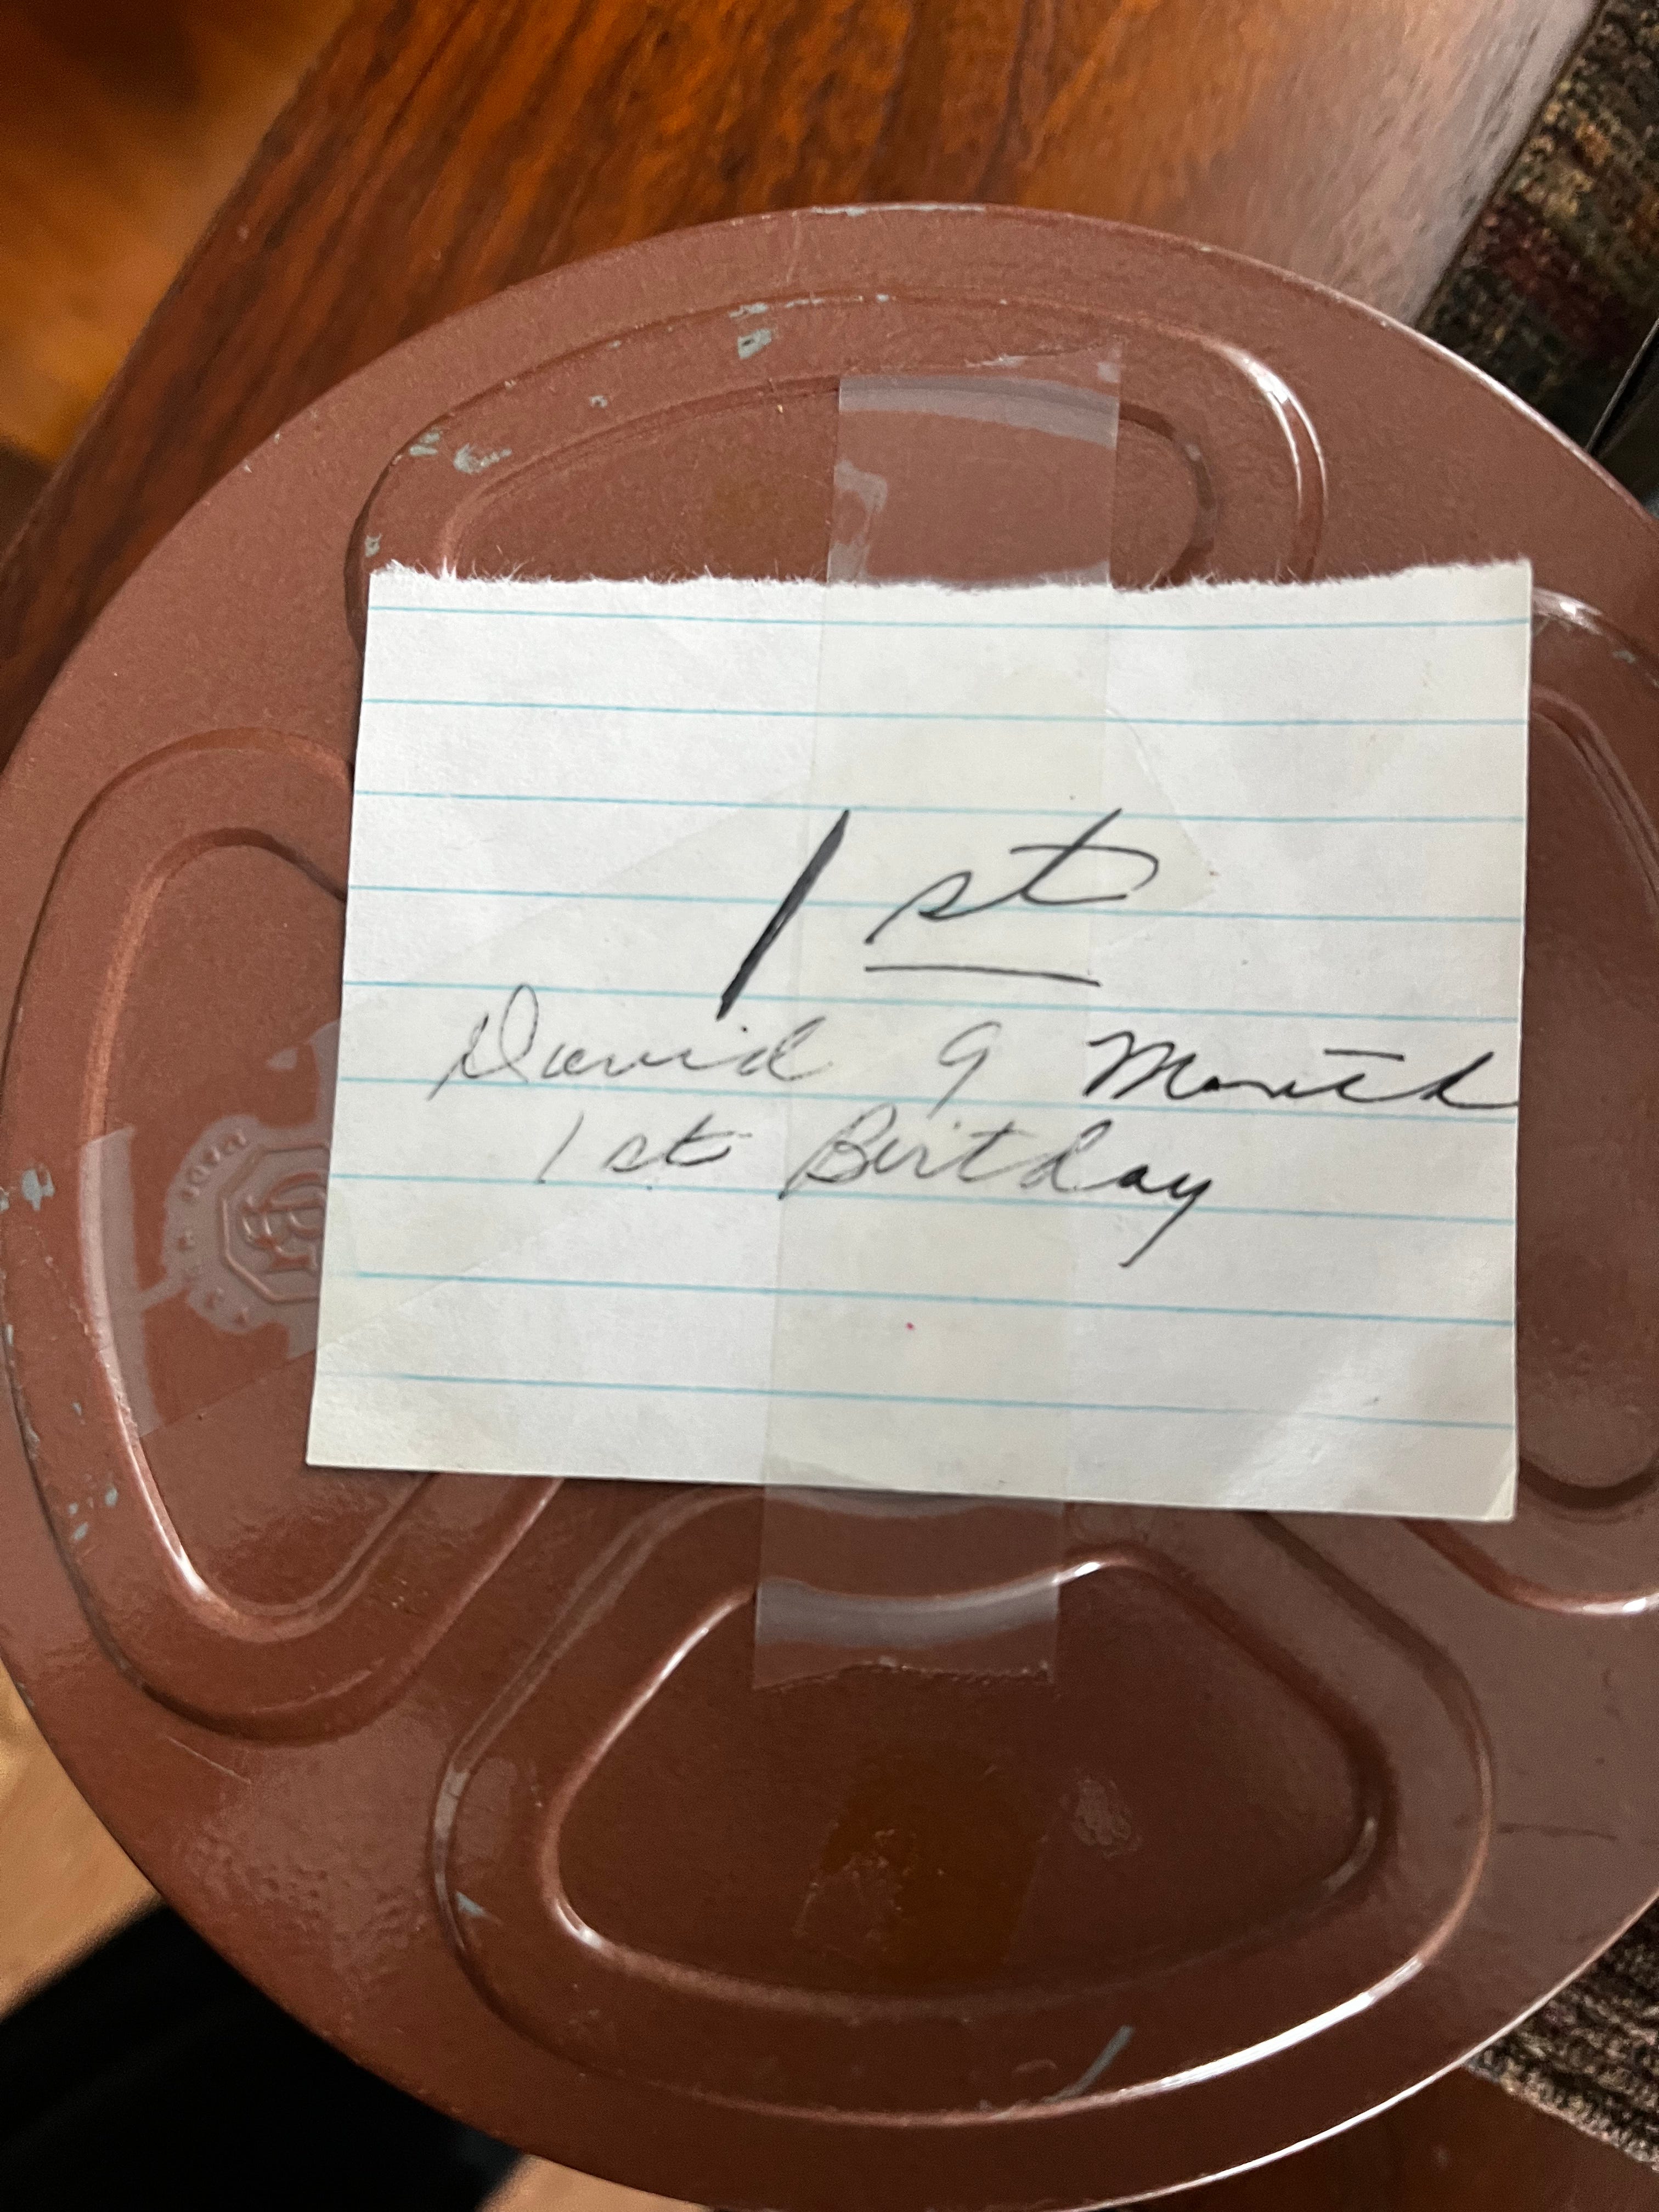 1st
David 9 Month
1st Birthday